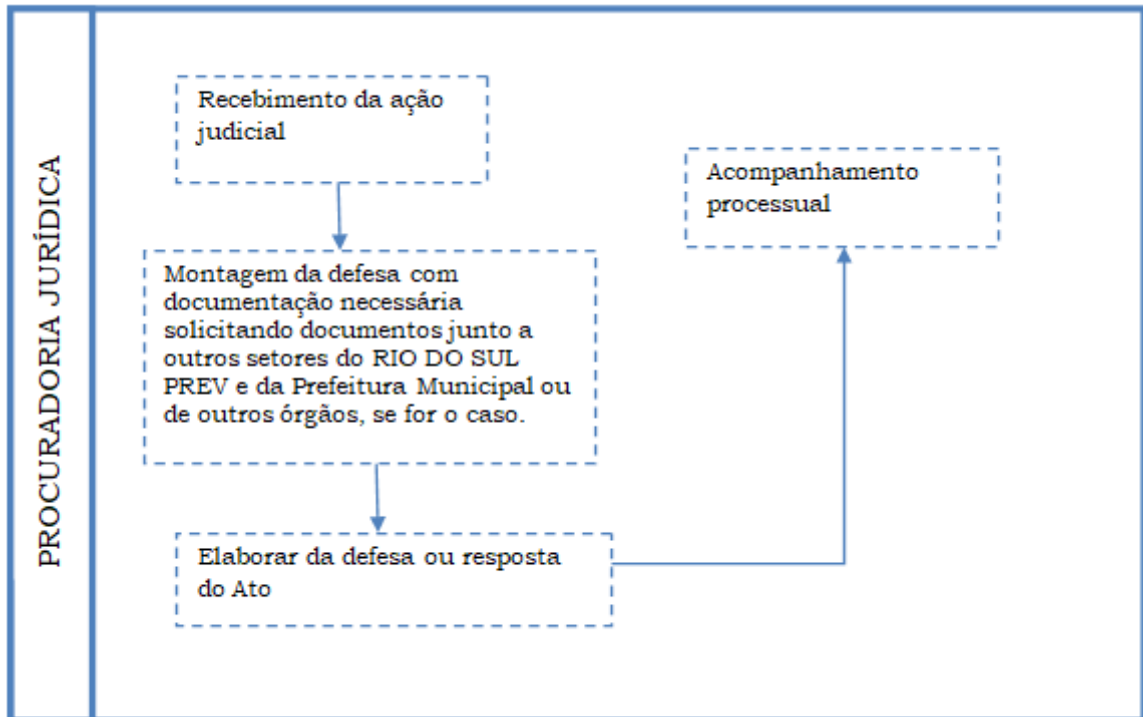 PROCURADORIA JURÍDICA
Recebimento da ação
judicial
Montagem da defesa com
documentação necessária
solicitando documentos junto a
outros setores do RIO DO SUL
PREV e da Prefeitura Municipal ou
de outros órgãos, se for o caso.
Elaborar da defesa ou resposta
do Ato
Acompanhamento
processual